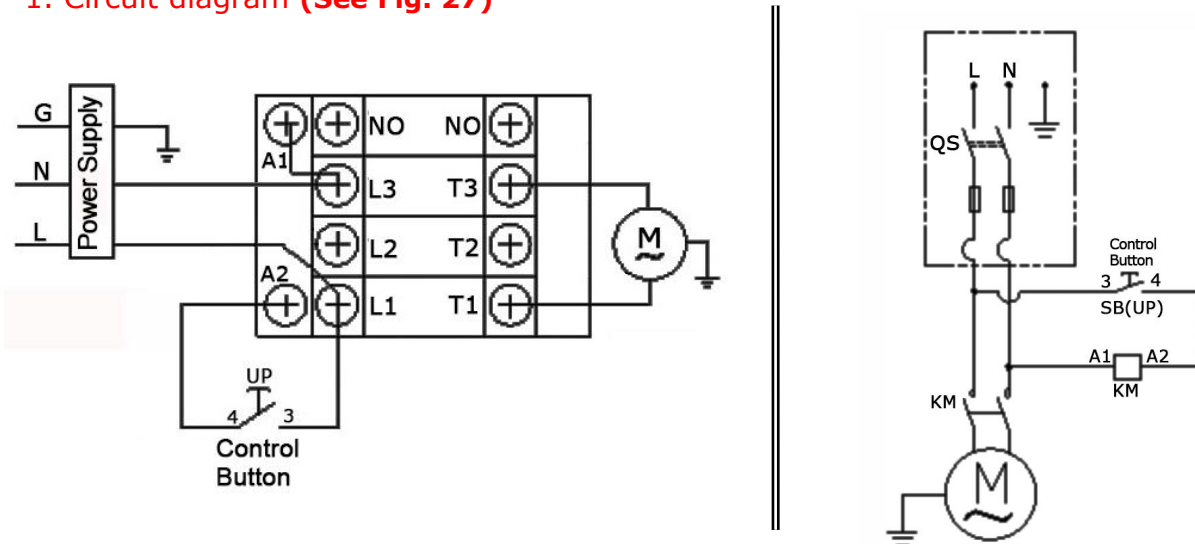 1. Circuit diagram (See Fig. 27)
G
N
L
Power Supply
A1
NO NO
L3 T3
L2 T2
A2
L1 T1
M
UP
4 3
Control
Button
L N
QS
Control
Button
3 4
SB(UP)
A1 A2
KM
KM
M